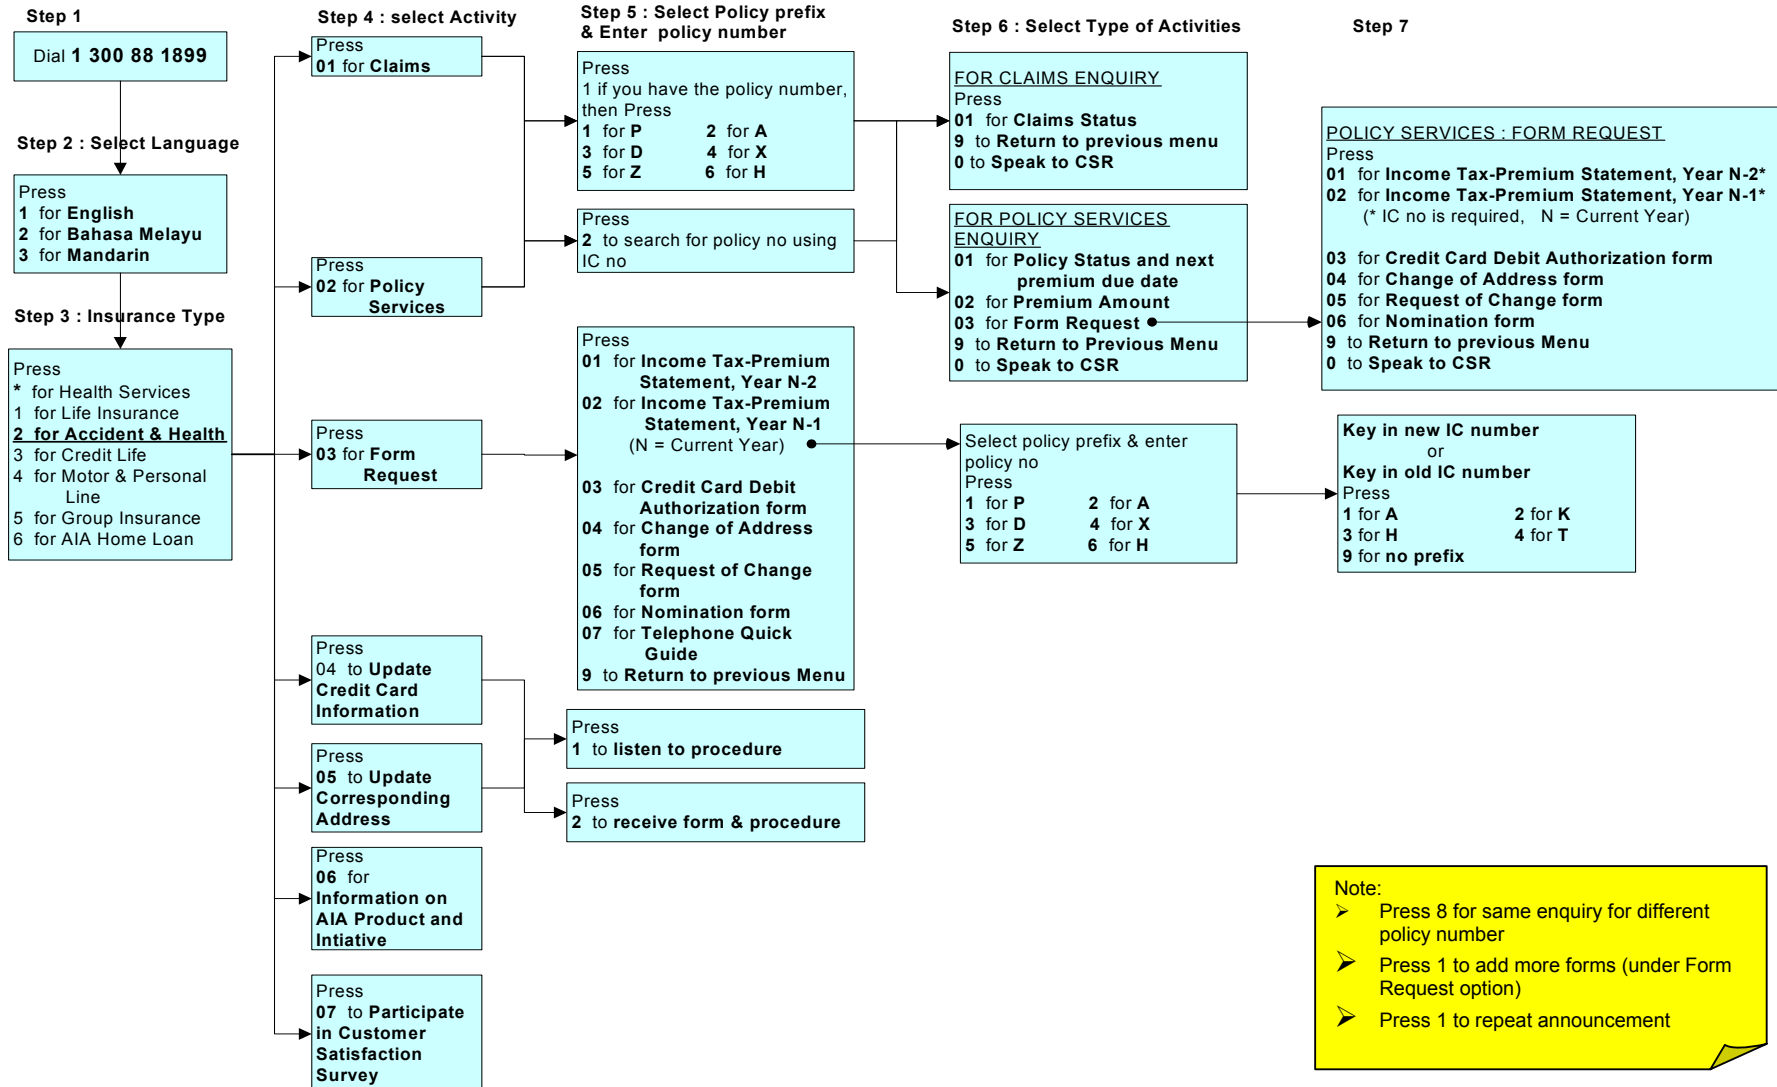 Step 1
Dial 1 300 88 1899
Step 2 : Select Language
Press
1 for English
2 for Bahasa Melayu
3 for Mandarin
Step 3 : Insurance Type
Press
* for Health Services
1 for Life Insurance
2 for Accident & Health
3 for Credit Life
4 for Motor & Personal
Line
5 for Group Insurance
6 for AIA Home Loan
Step 4 : select Activity
Press
01 for Claims
Press
02 for Policy
Services
Press
03 for Form
Request
Press
04 to Update
Credit Card
Information
Press
05 to Update
Corresponding
Address
Press
06 for
Information on
AIA Product and
Intiative
Press
07 to Participate
in Customer
Satisfaction
Survey
Step 5 : Select Policy prefix
& Enter policy number
Press
1 if you have the policy number,
then Press
1 for P 2 for A
3 for D 4 for X
5 for Z 6 for H
Press
2 to search for policy no using
IC no
Press
01 for Income Tax-Premium
Statement, Year N-2
02 for Income Tax-Premium
Statement, Year N-1
(N = Current Year)
03 for Credit Card Debit
Authorization form
04 for Change of Address
form
05 for Request of Change
form
06 for Nomination form
07 for Telephone Quick
Guide
9 to Return to previous Menu
Press
1 to listen to procedure
Press
2 to receive form & procedure
Step 6 : Select Type of Activities
FOR CLAIMS ENQUIRY
Press
01 for Claims Status
9 to Return to previous menu
0 to Speak to CSR
FOR POLICY SERVICES
ENQUIRY
01 for Policy Status and next
premium due date
02 for Premium Amount
03 for Form Request
9 to Return to Previous Menu
0 to Speak to CSR
Select policy prefix & enter
policy no
Press
1 for P 2 for A
3 for D 4 for X
5 for Z 6 for H
Step 7
POLICY SERVICES : FORM REQUEST
Press
01 for Income Tax-Premium Statement, Year N-2*
02 for Income Tax-Premium Statement, Year N-1*
(* IC no is required, N = Current Year)
03 for Credit Card Debit Authorization form
04 for Change of Address form
05 for Request of Change form
06 for Nomination form
9 to Return to previous Menu
0 to Speak to CSR
Key in new IC number
or
Key in old IC number
Press
1 for A 2 for K
3 for H 4 for T
9 for no prefix
Note:
➢ Press 8 for same enquiry for different
policy number
➢ Press 1 to add more forms (under Form
Request option)
➢ Press 1 to repeat announcement